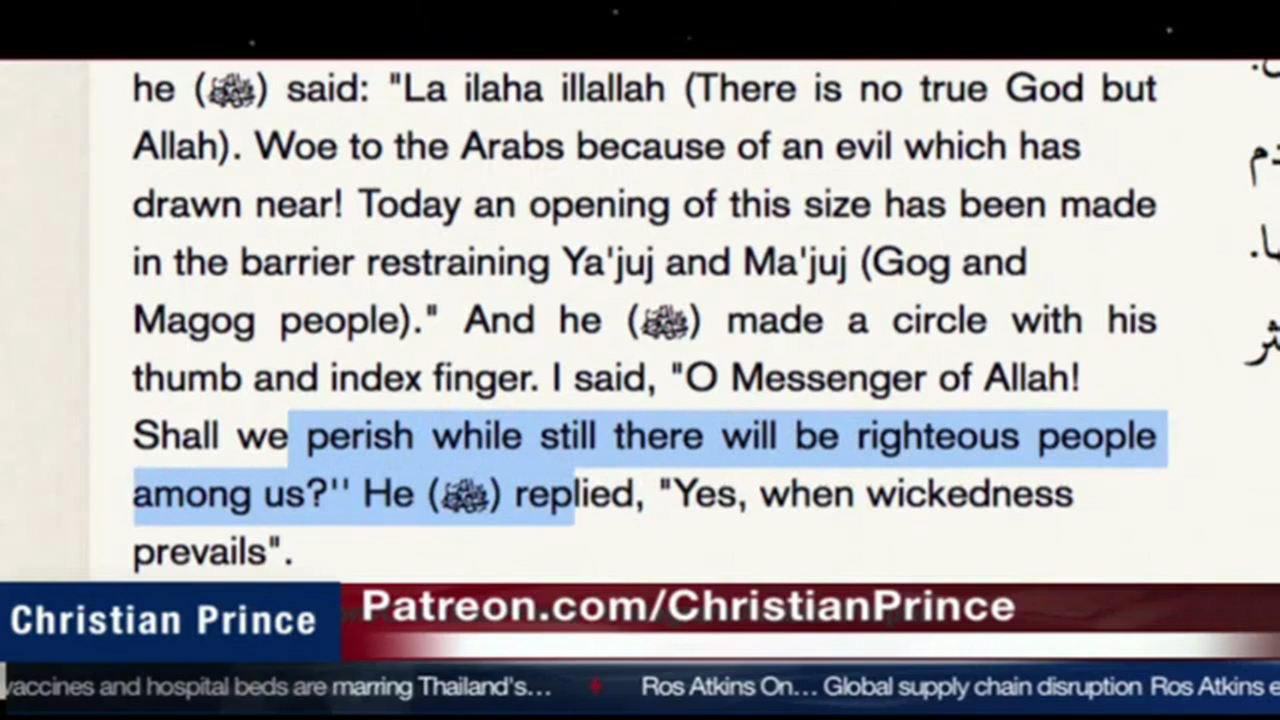 he (ﷺ) said: "La ilaha illallah (There is no true God but
Allah). Woe to the Arabs because of an evil which has
drawn near! Today an opening of this size has been made
in the barrier restraining Ya'juj and Ma'juj (Gog and
Magog people)." And he (ﷺ) made a circle with his
thumb and index finger. I said, "O Messenger of Allah!
Shall we perish while still there will be righteous people
among us?'' He (ﷺ) replied, "Yes, when wickedness
prevails".
Christian Prince
Patreon.com/ChristianPrince
vaccines and hospital beds are marring Thailand's... Ros Atkins On... Global supply chain disruption Ros Atkins